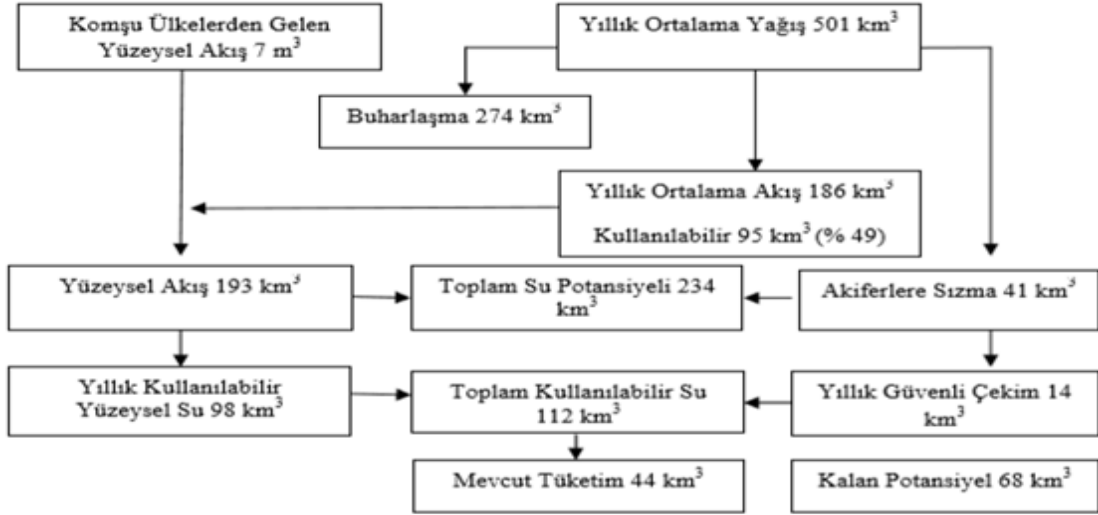 Komşu Ülkelerden Gelen
Yüzeysel Akış 7 m³
Yıllık Ortalama Yağış 501 km³
Buharlaşma 274 km³
Yıllık Ortalama Akış 186 km³
Kullanılabilir 95 km³ (% 49)
Yüzeysel Akış 193 km³
Toplam Su Potansiyeli 234
km³
Akiferlere Sızma 41 km³
Yıllık Kullanılabilir
Yüzeysel Su 98 km³
Toplam Kullanılabilir Su
112 km³
Yıllık Güvenli Çekim 14
km³
Mevcut Tüketim 44 km³
Kalan Potansiyel 68 km³